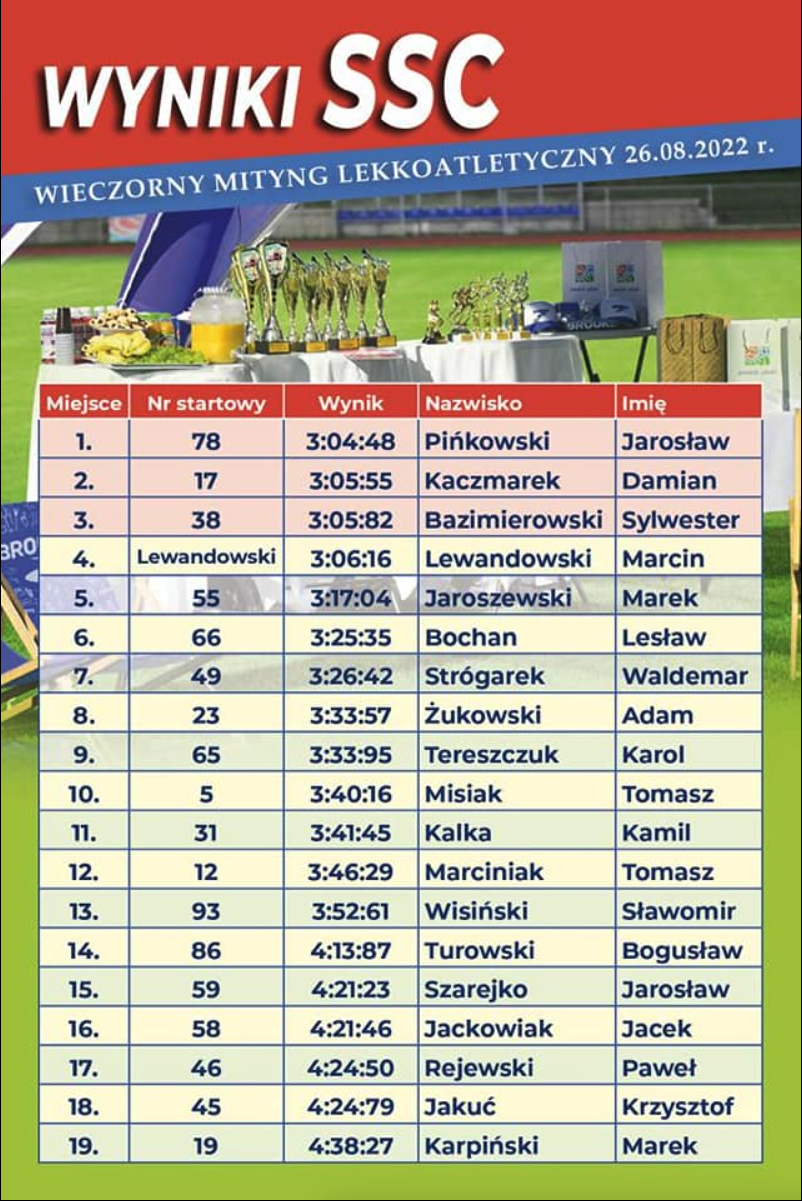 WYNIKI SSC
WIECZORNY MITYNG LEKKOATLETYCZNY 26.08.2022 r.
BROOKS
BRO
Miejsce Nr startowy Wynik Nazwisko Imię
1. 78 3:04:48 Pińkowski Jarosław
2. 17 3:05:55 Kaczmarek Damian
3. 38 3:05:82 Bazimierowski Sylwester
4. Lewandowski 3:06:16 Lewandowski Marcin
5. 55 3:17:04 Jaroszewski Marek
6. 66 3:25:35 Bochan Lesław
7. 49 3:26:42 Strógarek Waldemar
8. 23 3:33:57 Żukowski Adam
9. 65 3:33:95 Tereszczuk Karol
10. 5 3:40:16 Misiak Tomasz
11. 31 3:41:45 Kalka Kamil
12. 12 3:46:29 Marciniak Tomasz
13. 93 3:52:61 Wisiński Sławomir
14. 86 4:13:87 Turowski Bogusław
15. 59 4:21:23 Szarejko Jarosław
16. 58 4:21:46 Jackowiak Jacek
17. 46 4:24:50 Rejewski Paweł
18. 45 4:24:79 Jakuć Krzysztof
19. 19 4:38:27 Karpiński Marek